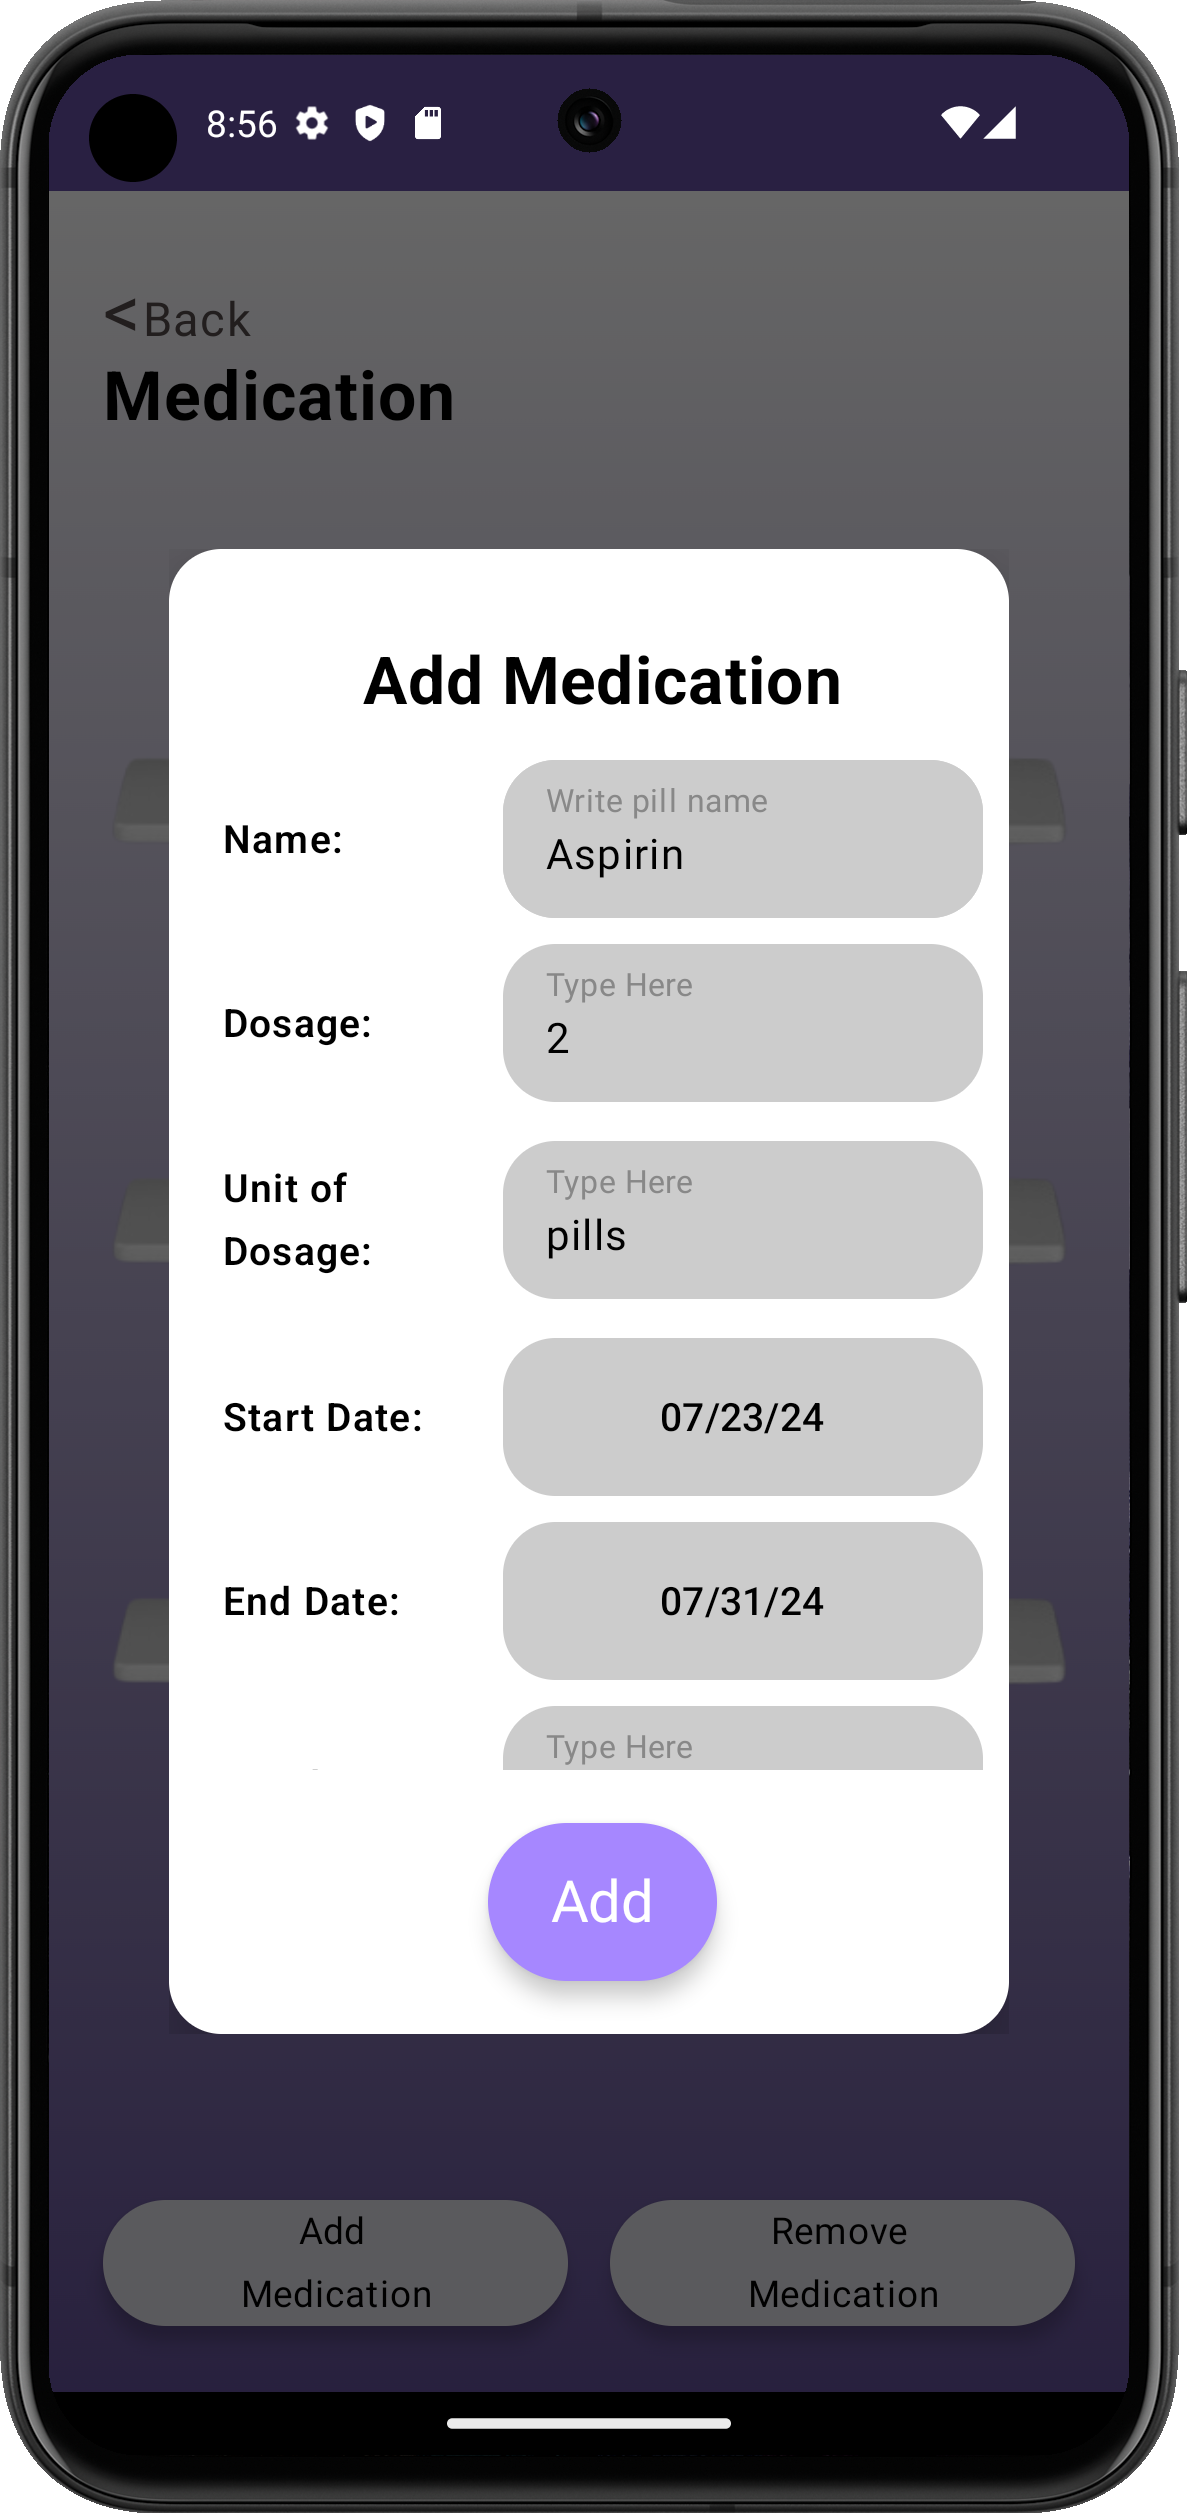 8:56
<Back
Medication
Add Medication
Name:
Write pill name
Aspirin
Dosage:
Type Here
2
Unit of
Dosage:
Type Here
pills
Start Date:
07/23/24
End Date:
07/31/24
Type Here
Add
Add
Medication
Remove
Medication